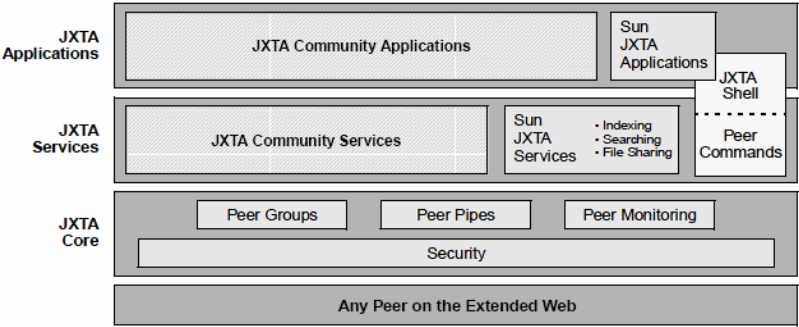 JXTA
Applications
JXTA Community Applications
Sun
JXTA
Applications
JXTA
Shell
Peer
Commands
JXTA
Services
JXTA Community Services
Sun
JXTA
Services
• Indexing
• Searching
• File Sharing
JXTA
Core
Peer Groups
Peer Pipes
Peer Monitoring
Security
Any Peer on the Extended Web